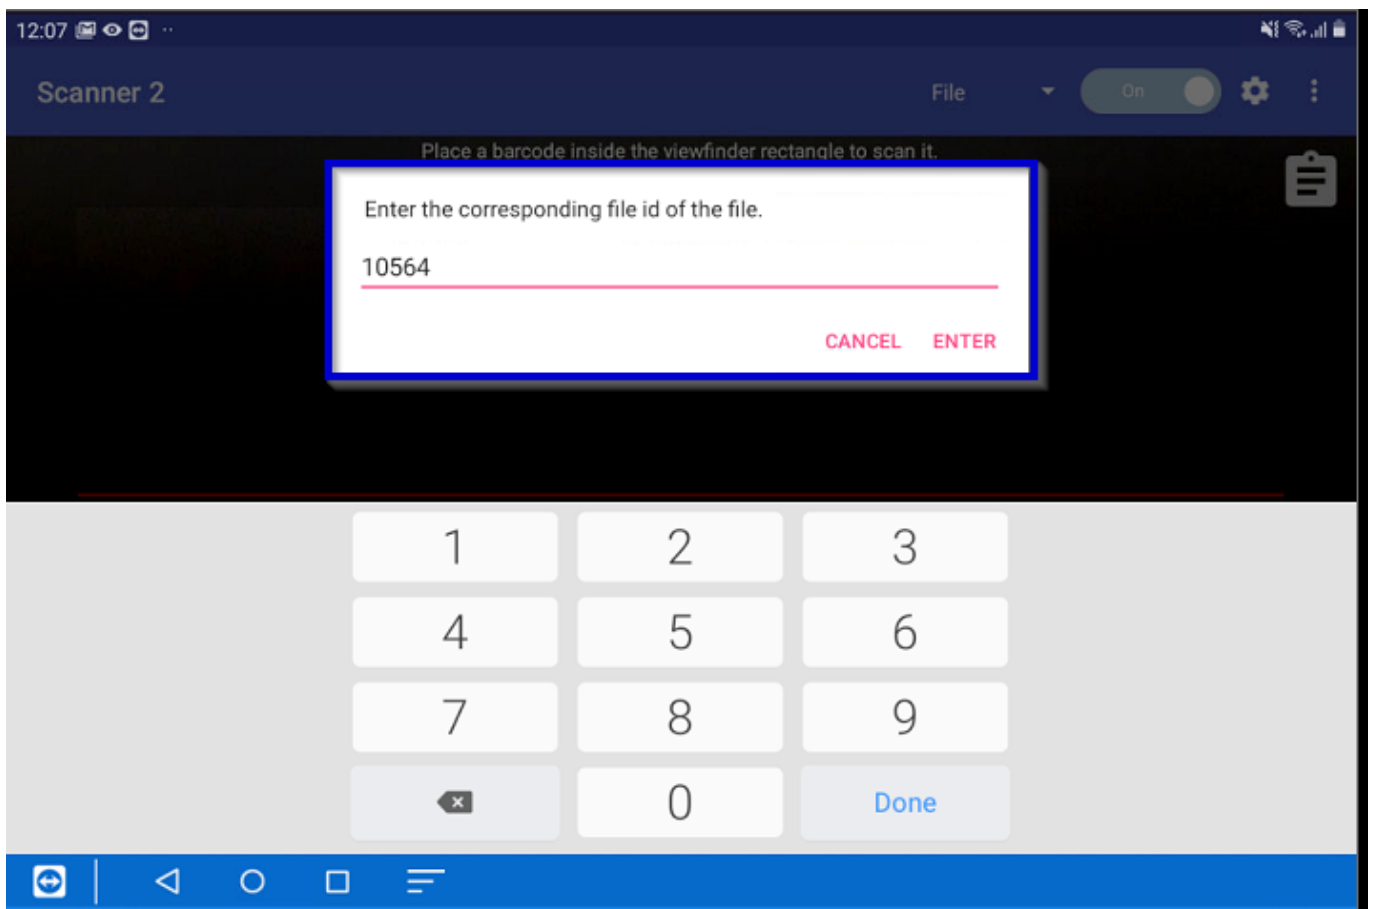 12:07
Scanner 2 File On
Place a barcode inside the viewfinder rectangle to scan it.
Enter the corresponding file id of the file.
10564
CANCEL ENTER
1 2 3
4 5 6
7 8 9
0 Done